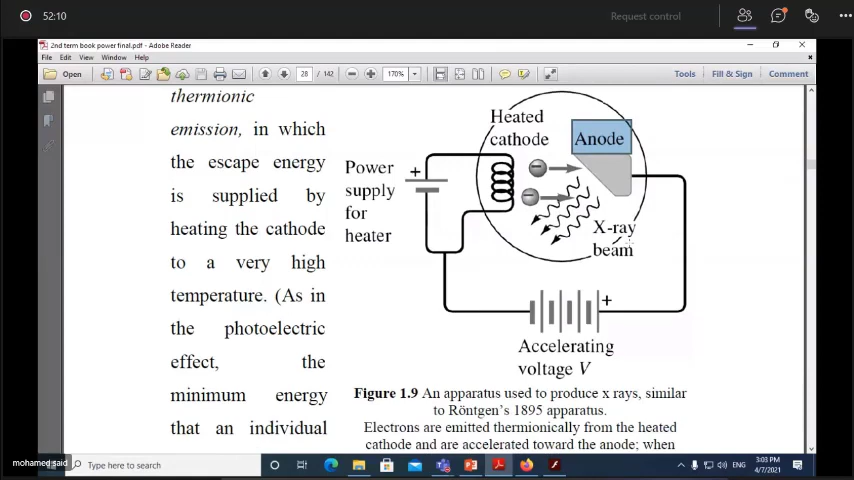 52:10
Request control
2nd term book power final.pdf - Adobe Reader
File Edit View Window Help
Open
28 / 142
170%
Tools
Fill & Sign
Comment
thermionic
emission, in which
the escape energy
is supplied by
heating the cathode
to a very high
temperature. (As in
the photoelectric
effect, the
minimum energy
that an individual
Power
supply
for
heater
+
Heated
cathode
Anode
X-ray
beam
+
Accelerating
voltage V
Figure 1.9 An apparatus used to produce x rays, similar
to Röntgen's 1895 apparatus.
Electrons are emitted thermionically from the heated
cathode and are accelerated toward the anode; when
mohamed said
Type here to search
ENG
3:03 PM
4/7/2021